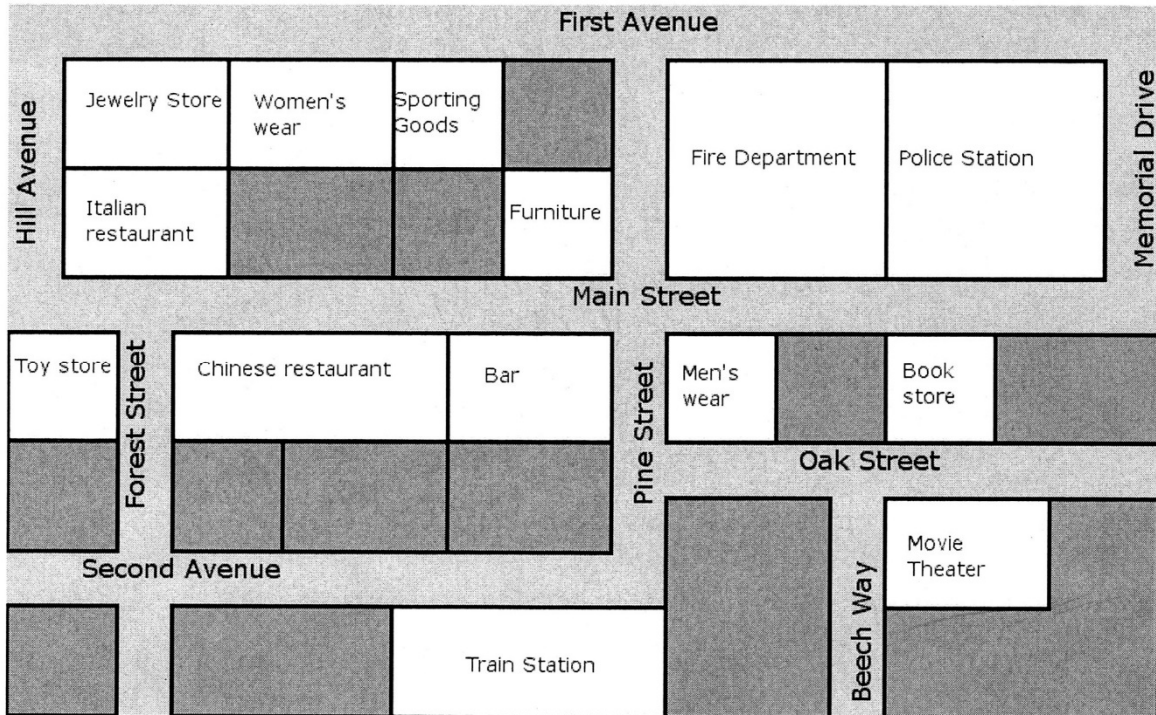 First Avenue
Hill Avenue
Jewelry Store
Women's
wear
Sporting
Goods
Fire Department
Police Station
Memorial Drive
Italian
restaurant
Furniture
Main Street
Toy store
Forest Street
Chinese restaurant
Bar
Pine Street
Men's
wear
Book
store
Oak Street
Second Avenue
Train Station
Beech Way
Movie
Theater